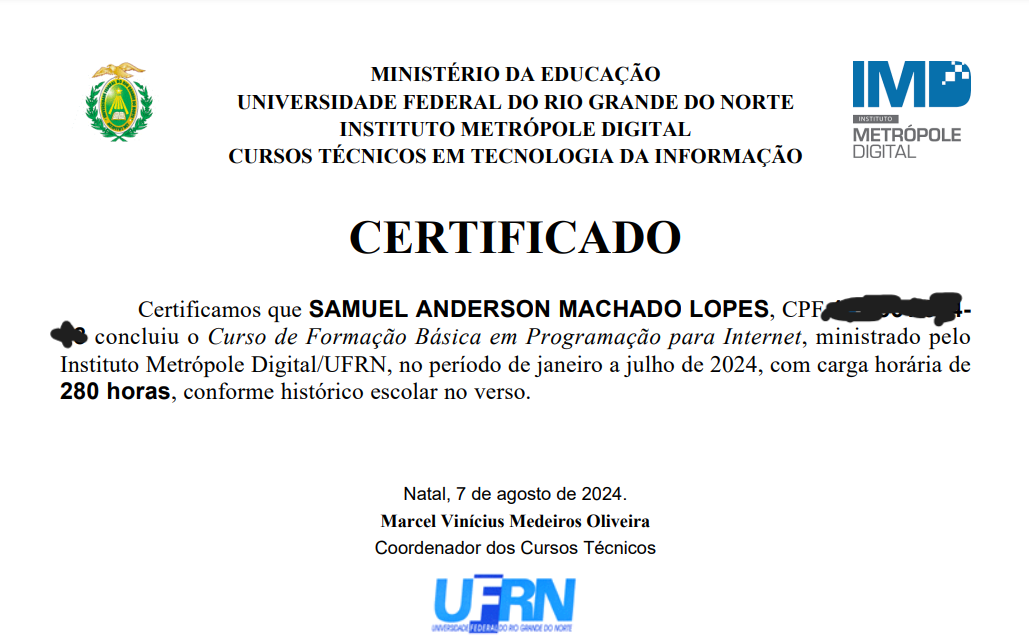 MINISTÉRIO DA EDUCAÇÃO
UNIVERSIDADE FEDERAL DO RIO GRANDE DO NORTE
INSTITUTO METRÓPOLE DIGITAL
CURSOS TÉCNICOS EM TECNOLOGIA DA INFORMAÇÃO
IMD
INSTITUTO
METRÓPOLE
DIGITAL
CERTIFICADO
Certificamos que SAMUEL ANDERSON MACHADO LOPES, CPF
concluiu o Curso de Formação Básica em Programação para Internet, ministrado pelo
Instituto Metrópole Digital/UFRN, no período de janeiro a julho de 2024, com carga horária de
280 horas, conforme histórico escolar no verso.
Natal, 7 de agosto de 2024.
Marcel Vinícius Medeiros Oliveira
Coordenador dos Cursos Técnicos
UFRN
UNIVERSIDADE FEDERAL DO RIO GRANDE DO NORTE